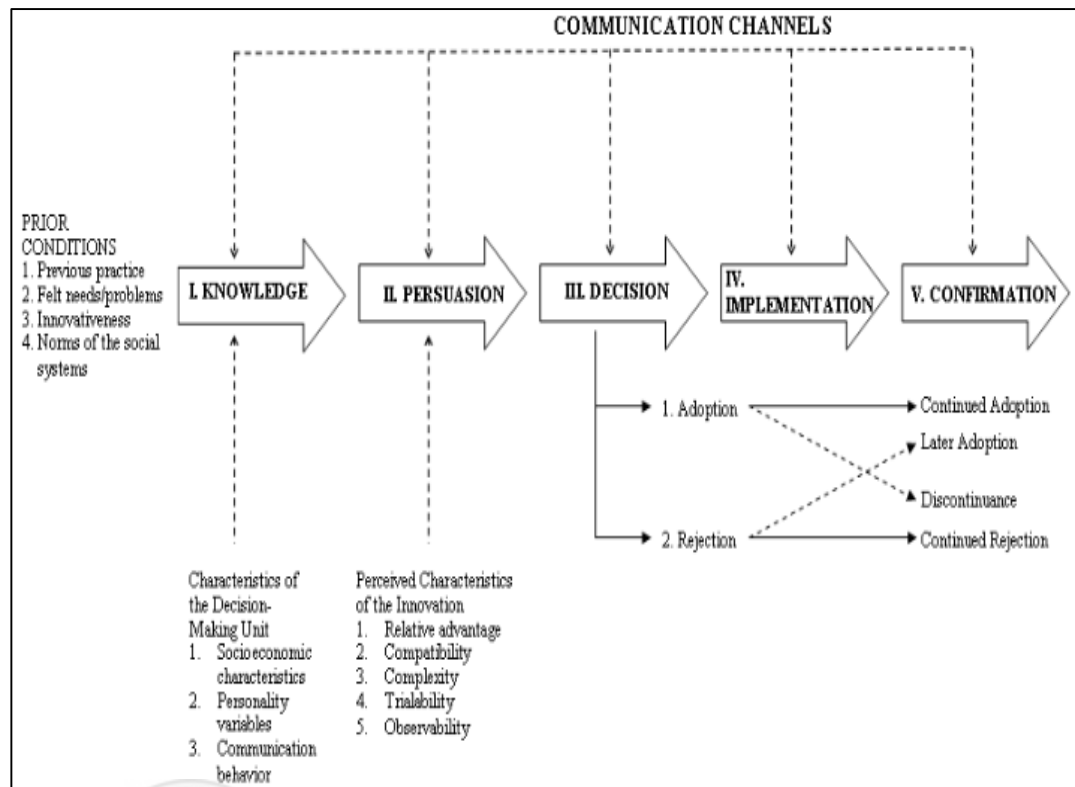 COMMUNICATION CHANNELS
PRIOR
CONDITIONS
1. Previous practice
2. Felt needs/problems
3. Innovativeness
4. Norms of the social
systems
I. KNOWLEDGE
II. PERSUASION
III. DECISION
IV.
IMPLEMENTATION
V. CONFIRMATION
1. Adoption
Continued Adoption
Later Adoption
Discontinuance
2. Rejection
Continued Rejection
Characteristics of
the Decision-
Making Unit
1. Socioeconomic
characteristics
2. Personality
variables
3. Communication
behavior
Perceived Characteristics
of the Innovation
1. Relative advantage
2. Compatibility
3. Complexity
4. Trialability
5. Observability